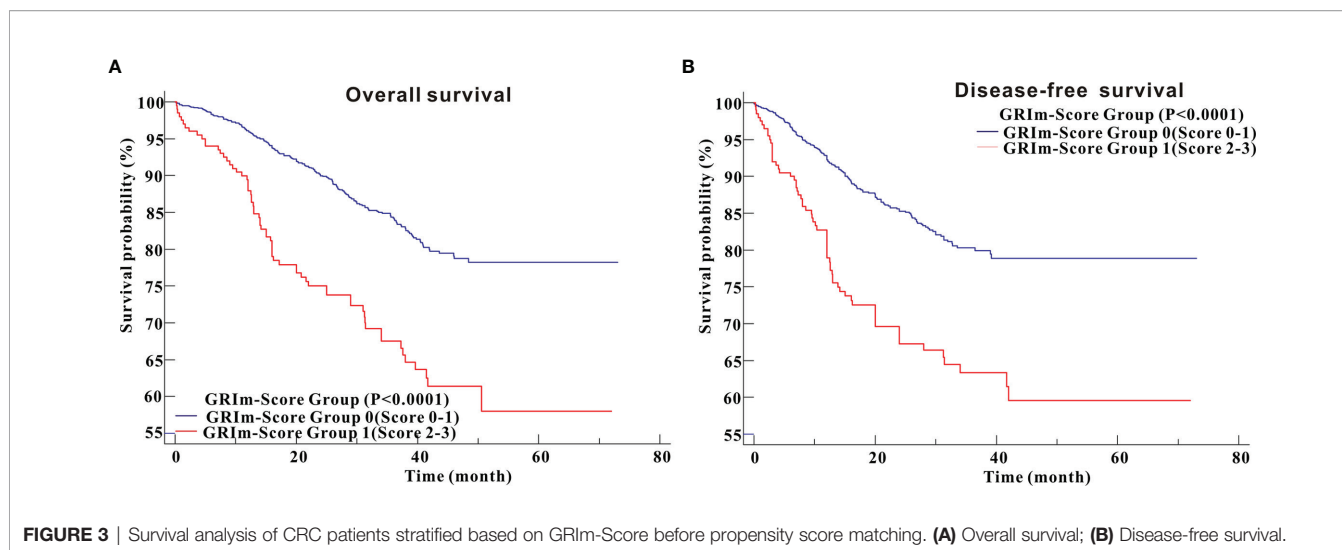 A
Overall survival
Survival probability (%)
100
95
90
85
80
75
70
65
60
55
GRIm-Score Group (P<0.0001)
GRIm-Score Group 0(Score 0-1)
GRIm-Score Group 1(Score 2-3)
0 20 40 60 80
Time (month)
B
Disease-free survival
GRIm-Score Group (P<0.0001)
GRIm-Score Group 0(Score 0-1)
GRIm-Score Group 1(Score 2-3)
Survival probability (%)
100
95
90
85
80
75
70
65
60
55
0 20 40 60 80
Time (month)
FIGURE 3 | Survival analysis of CRC patients stratified based on GRIm-Score before propensity score matching. (A) Overall survival; (B) Disease-free survival.